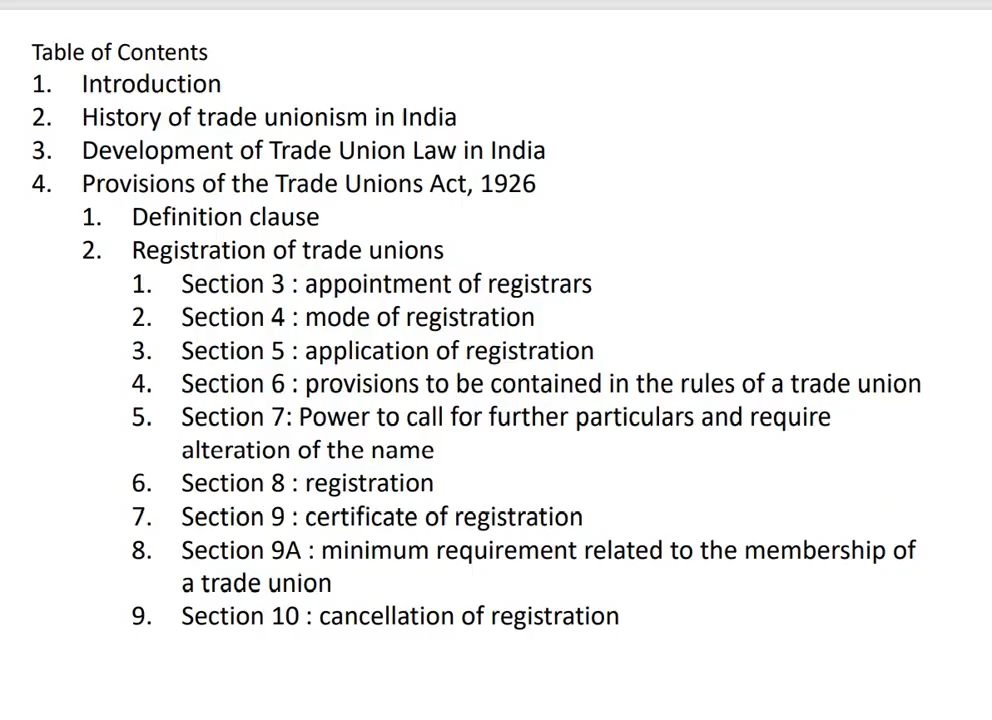 Table of Contents
1. Introduction
2. History of trade unionism in India
3. Development of Trade Union Law in India
4. Provisions of the Trade Unions Act, 1926
1. Definition clause
2. Registration of trade unions
1. Section 3 : appointment of registrars
2. Section 4 : mode of registration
3. Section 5 : application of registration
4. Section 6 : provisions to be contained in the rules of a trade union
5. Section 7: Power to call for further particulars and require
alteration of the name
6. Section 8 : registration
7. Section 9 : certificate of registration
8. Section 9A : minimum requirement related to the membership of
a trade union
9. Section 10 : cancellation of registration